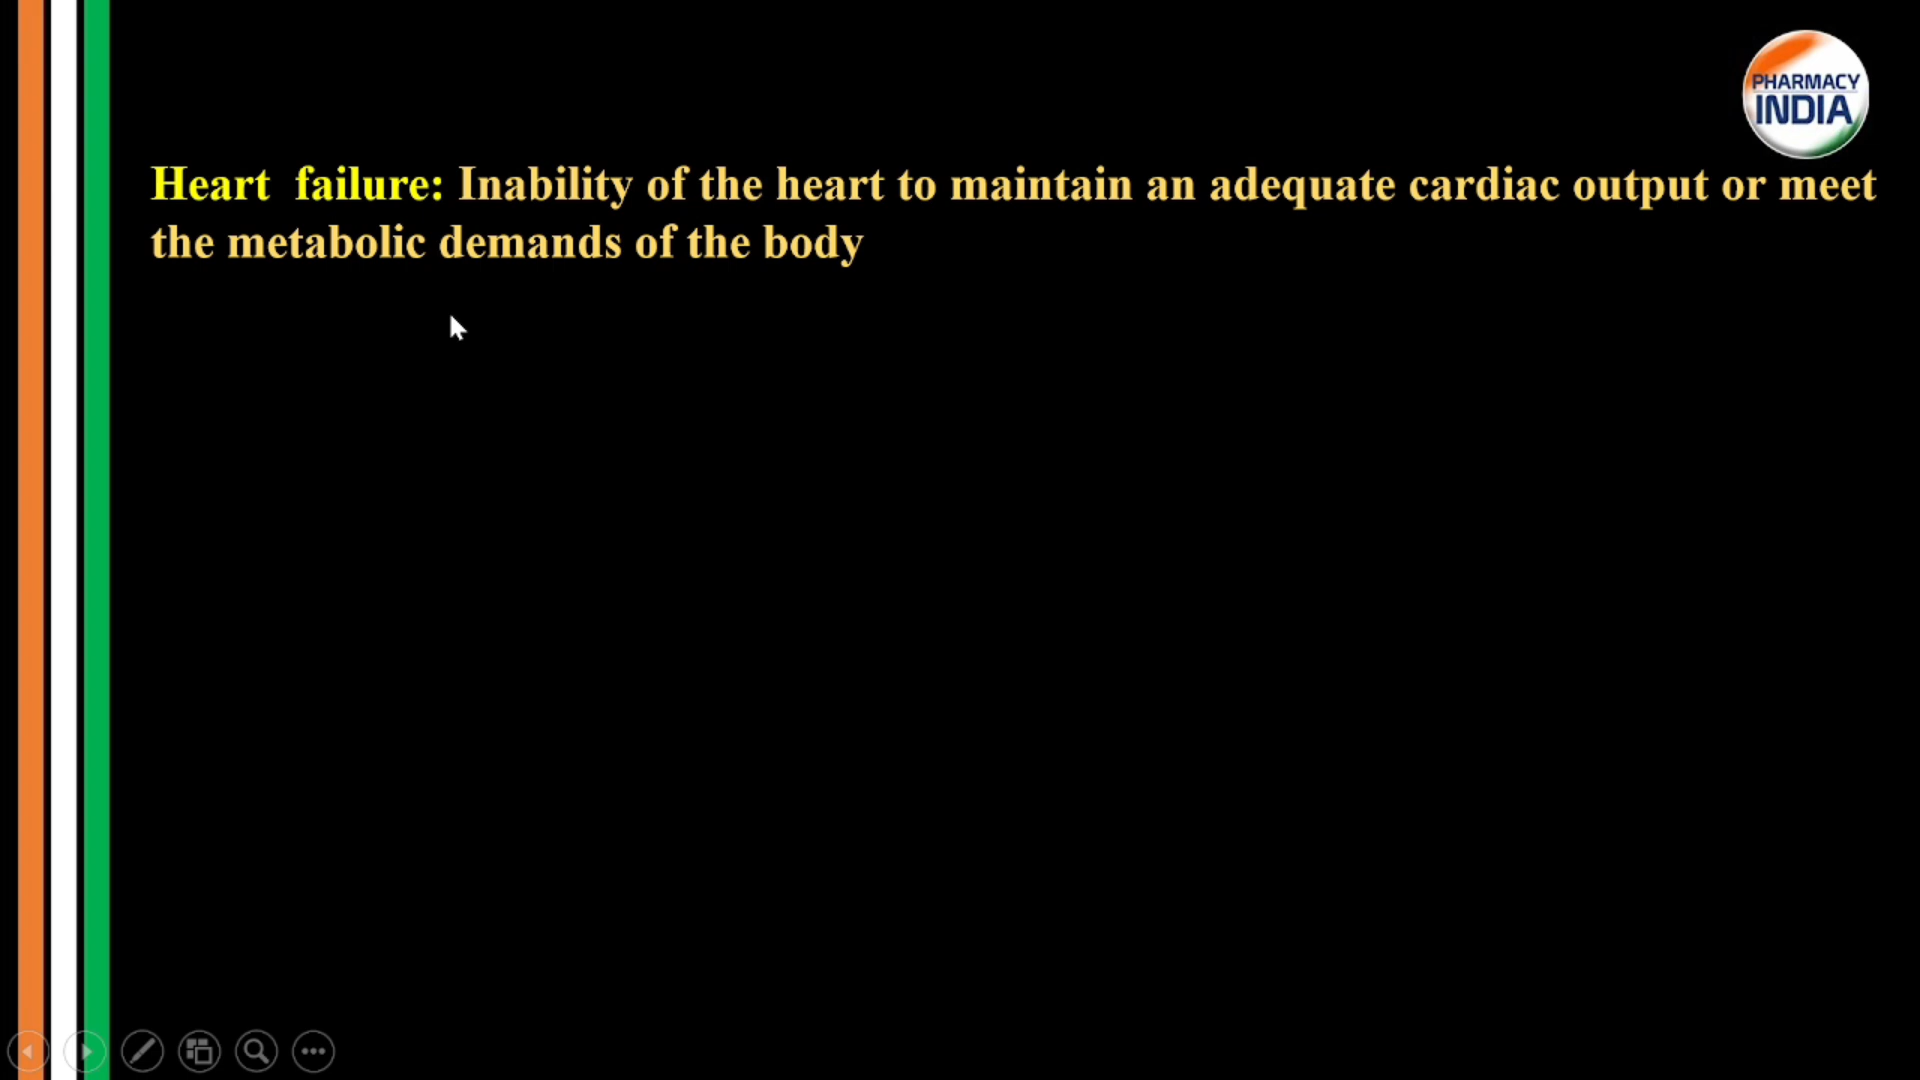 PHARMACY
INDIA
Heart failure: Inability of the heart to maintain an adequate cardiac output or meet
the metabolic demands of the body